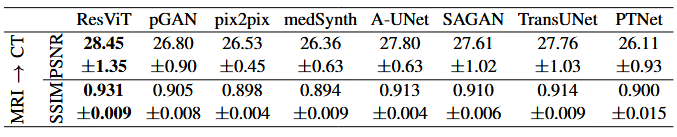 ResViT pGAN pix2pix medSynth A-UNet SAGAN TransUNet PTNet
MRI → CT
PSNR
28.45 26.80 26.53 26.36 27.80 27.61 27.76 26.11
±1.35 ±0.90 ±0.45 ±0.63 ±0.63 ±1.02 ±1.03 ±0.93
SSIM
0.931 0.905 0.898 0.894 0.913 0.910 0.914 0.900
±0.009 ±0.008 ±0.004 ±0.009 ±0.004 ±0.006 ±0.009 ±0.015